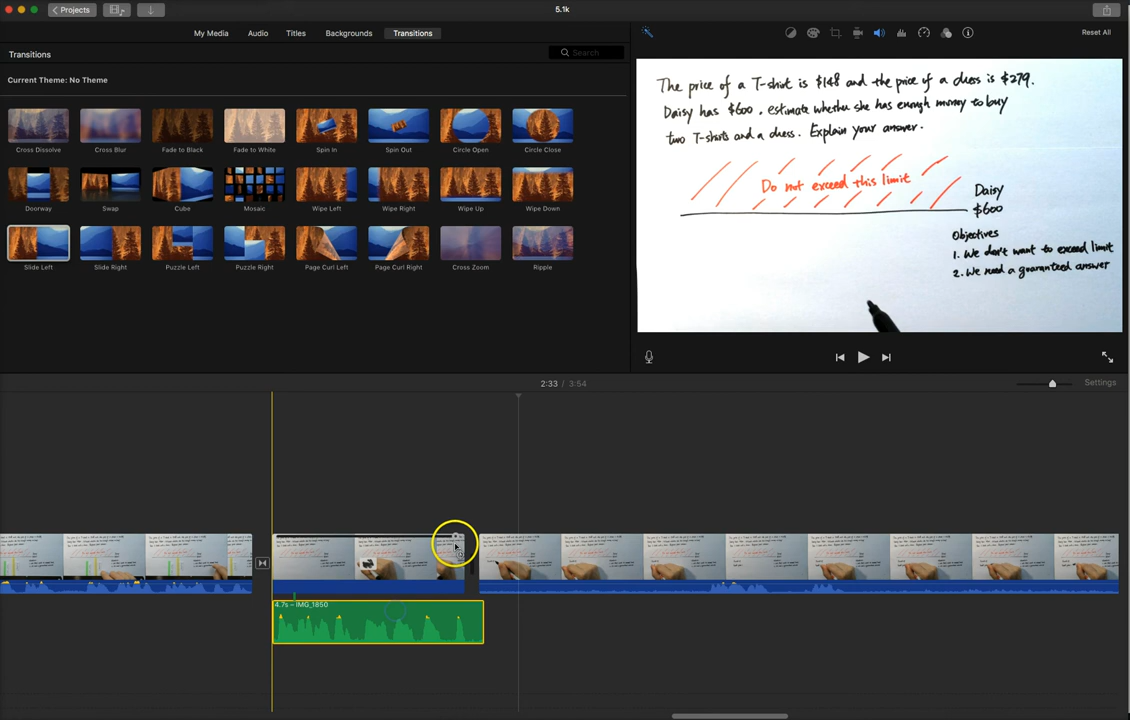 Projects
5.1k
My Media
Audio
Titles
Backgrounds
Transitions
Reset All
Transitions
Search
Current Theme: No Theme
Cross Dissolve
Cross Blur
Fade to Black
Fade to White
Spin In
Spin Out
Circle Open
Circle Close
Doorway
Swap
Cube
Mosaic
Wipe Left
Wipe Right
Wipe Up
Wipe Down
Slide Left
Slide Right
Puzzle Left
Puzzle Right
Page Curl Left
Page Curl Right
Cross Zoom
Ripple
The price of a T-shirt is $148 and the price of a dress is $279.
Daisy has $600, estimate whether she has enough money to buy
two T-shirts and a dress. Explain your answer.
Do not exceed this limit
Daisy
$600
Objectives
1. We don't want to exceed limit
2. We need a guaranteed answer
2:33 / 3:54
Settings
4.7s – IMG_1850